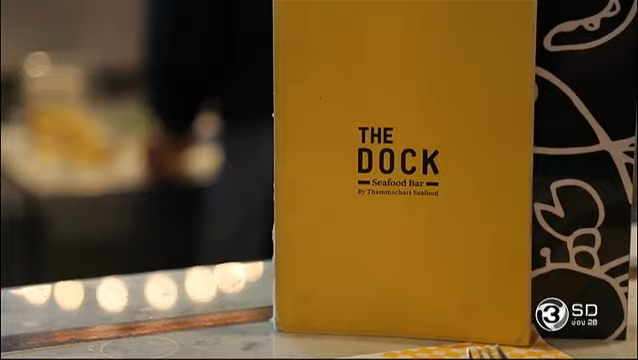 THE
DOCK
Seafood Bar
By Thammachart Seafood
3 SD
ช่อง 28